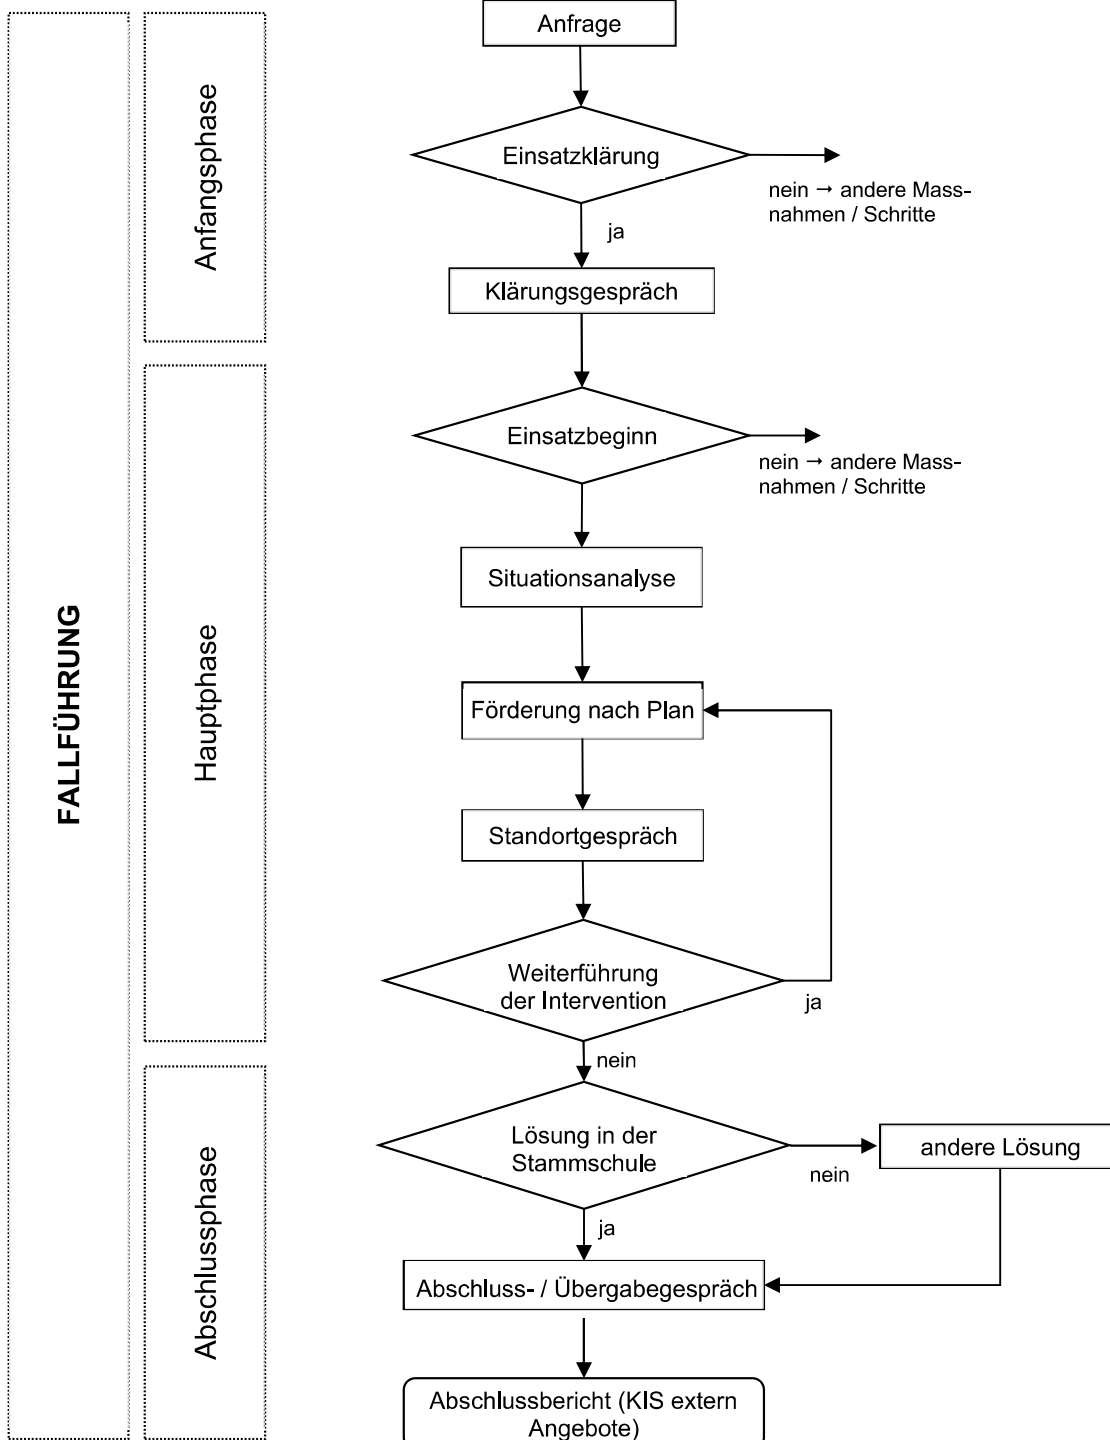 FALLFÜHRUNG
Anfangsphase
Anfrage
Einsatzklärung
nein → andere Mass-
nahmen / Schritte
ja
Klärungsgespräch
Hauptphase
Einsatzbeginn
nein → andere Mass-
nahmen / Schritte
Situationsanalyse
Förderung nach Plan
Standortgespräch
Weiterführung
der Intervention
ja
nein
Abschlussphase
Lösung in der
Stammschule
nein
andere Lösung
ja
Abschluss- / Übergabegespräch
Abschlussbericht (KIS extern
Angebote)